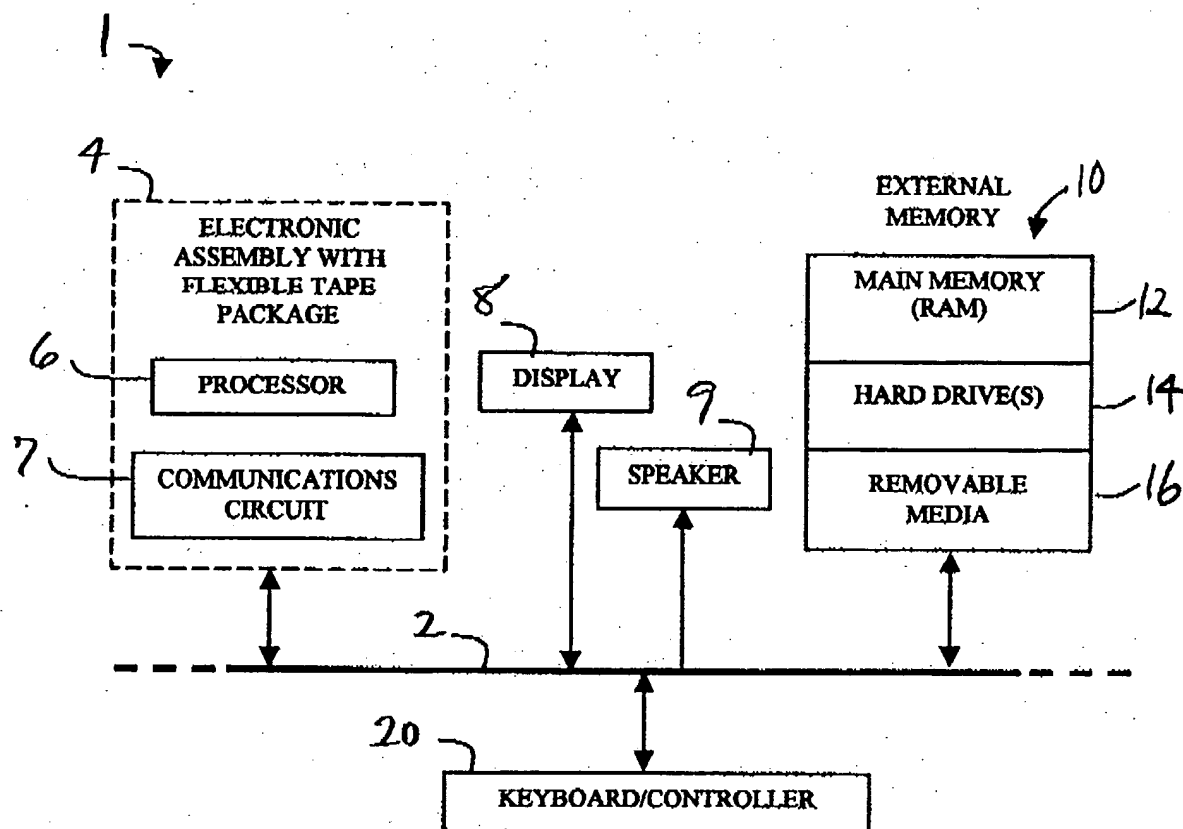 1
4
ELECTRONIC
ASSEMBLY WITH
FLEXIBLE TAPE
PACKAGE
6
PROCESSOR
7
COMMUNICATIONS
CIRCUIT
8
DISPLAY
9
SPEAKER
EXTERNAL
MEMORY
10
MAIN MEMORY
(RAM)
12
HARD DRIVE(S)
14
REMOVABLE
MEDIA
16
2
20
KEYBOARD/CONTROLLER